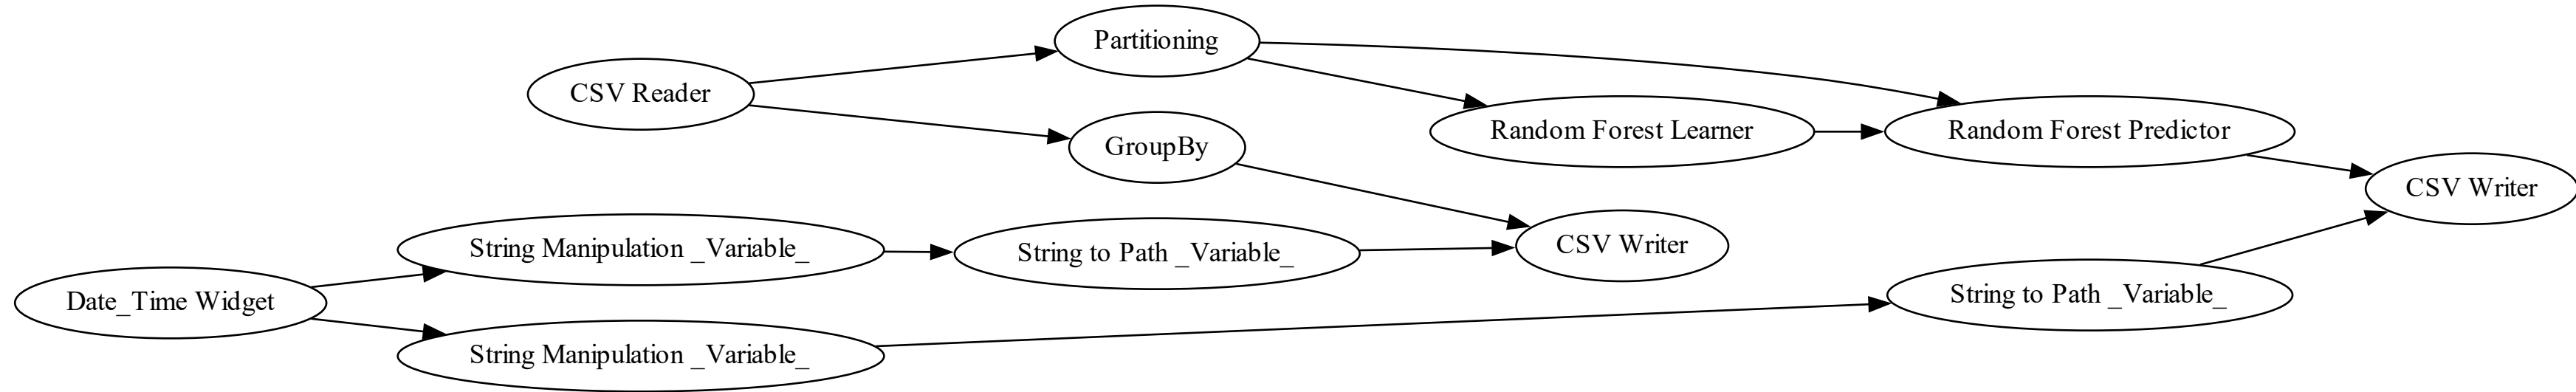 Partitioning
CSV Reader
Random Forest Learner
Random Forest Predictor
GroupBy
CSV Writer
String Manipulation _Variable_
String to Path _Variable_
CSV Writer
Date_Time Widget
String to Path _Variable_
String Manipulation _Variable_